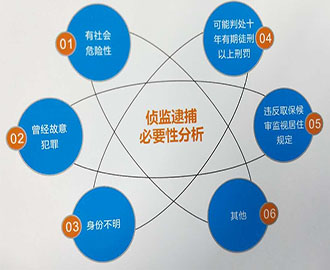 侦监逮捕
必要性分析
01
有社会
危险性
02
曾经故意
犯罪
03
身份不明
04
可能判处十
年有期徒刑
以上刑罚
05
违反取保候
审监视居住
规定
06
其他